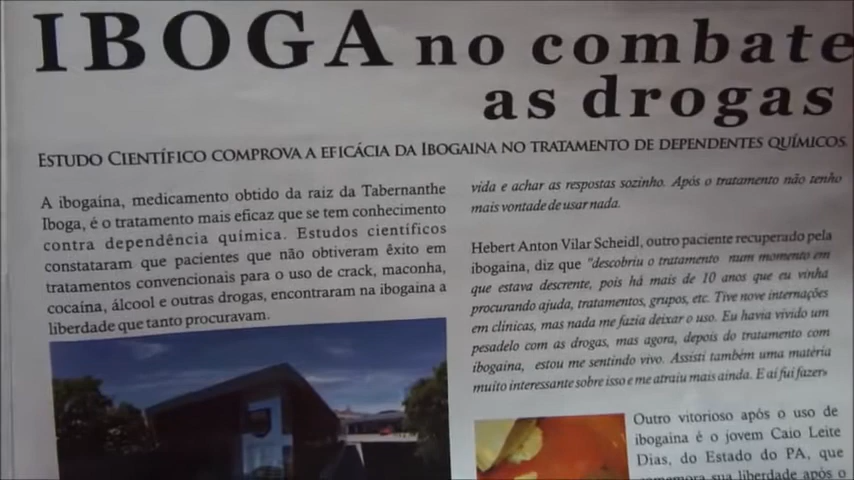 IBOGA no combate
as drogas
ESTUDO CIENTÍFICO COMPROVA A EFICÁCIA DA IBOGAINA NO TRATAMENTO DE DEPENDENTES QUÍMICOS
A ibogaína, medicamento obtido da raiz da Tabernanthe
Iboga, é o tratamento mais eficaz que se tem conhecimento
contra dependência química. Estudos científicos
constataram que pacientes que não obtiveram êxito em
tratamentos convencionais para o uso de crack, maconha,
cocaína, álcool e outras drogas, encontraram na ibogaína a
liberdade que tanto procuravam.
vida e achar as respostas sozinho. Após o tratamento não tenho
mais vontade de usar nada.
Hebert Anton Vilar Scheidl, outro paciente recuperado pela
ibogaína, diz que "descobriu o tratamento num momento em
que estava descrente, pois há mais de 10 anos que eu vinha
procurando ajuda, tratamentos, grupos, etc. Tive nove internações
em clínicas, mas nada me fazia deixar o uso. Eu havia vivido um
pesadelo com as drogas, mas agora, depois do tratamento com
ibogaína, estou me sentindo vivo. Assisti também uma matéria
muito interessante sobre isso e me atraiu mais ainda. E aí fui fazer»
Outro vitorioso após o uso de
ibogaína é o jovem Caio Leite
Dias, do Estado do PA, que
comemora sua liberdade após o